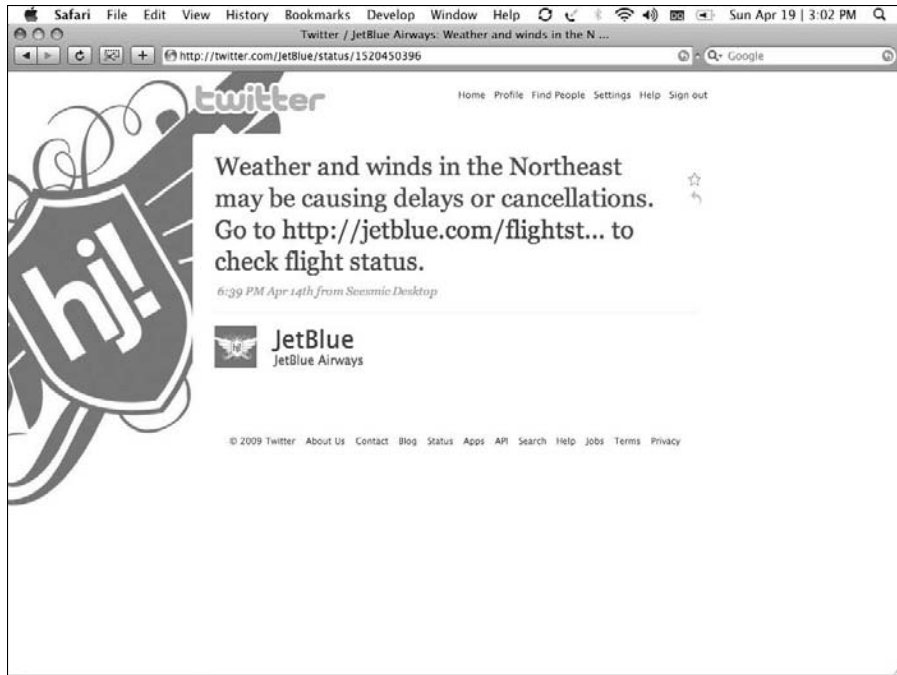 Safari File Edit View History Bookmarks Develop Window Help Sun Apr 19 | 3:02 PM
Twitter / JetBlue Airways: Weather and winds in the N ...
http://twitter.com/JetBlue/status/1520450396 Google
twitter
Home Profile Find People Settings Help Sign out
Weather and winds in the Northeast
may be causing delays or cancellations.
Go to http://jetblue.com/flightst... to
check flight status.
6:39 PM Apr 14th from Seesmic Desktop
hj!
JetBlue
JetBlue Airways
© 2009 Twitter About Us Contact Blog Status Apps API Search Help Jobs Terms Privacy